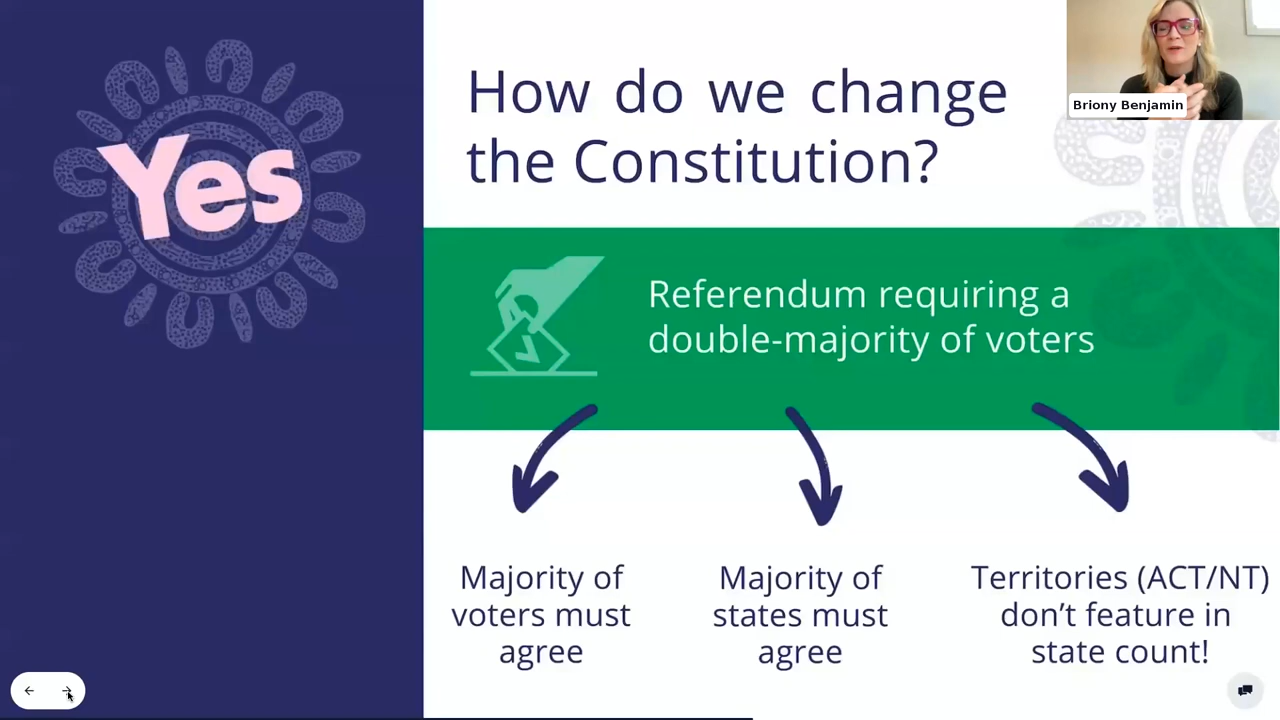 Yes
How do we change
the Constitution?
Briony Benjamin
Referendum requiring a
double-majority of voters
Majority of
voters must
agree
Majority of
states must
agree
Territories (ACT/NT)
don’t feature in
state count!